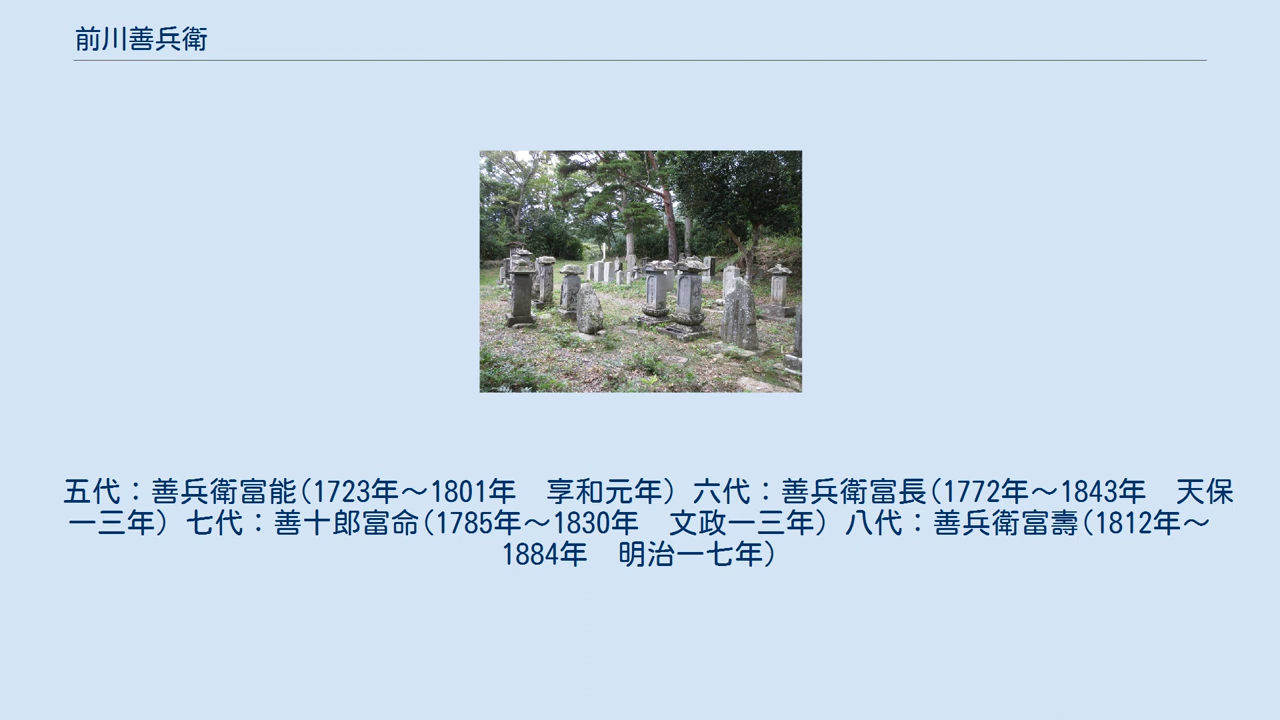 前川善兵衛
五代：善兵衛富能(1723年～1801年　享和元年) 六代：善兵衛富長(1772年～1843年　天保
一三年) 七代：善十郎富命(1785年～1830年　文政一三年) 八代：善兵衛富壽(1812年～
1884年　明治一七年)